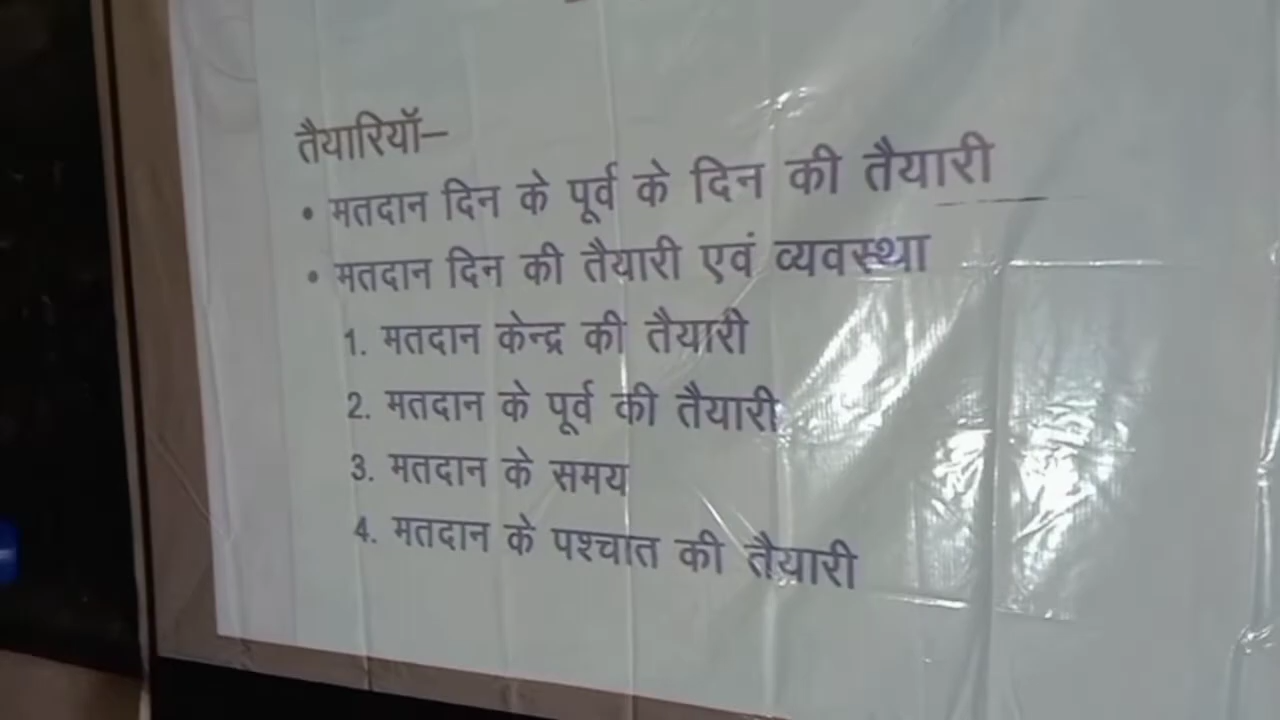 तैयारियॉ–
• मतदान दिन के पूर्व के दिन की तैयारी
• मतदान दिन की तैयारी एवं व्यवस्था
1. मतदान केन्द्र की तैयारी
2. मतदान के पूर्व की तैयारी
3. मतदान के समय
4. मतदान के पश्चात की तैयारी